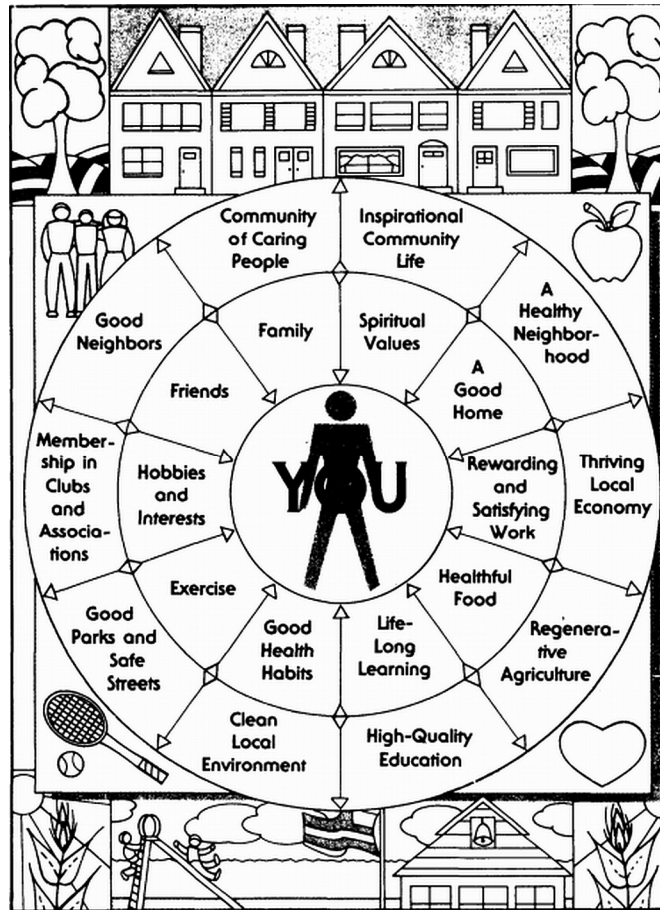 Community
of Caring
People
Inspirational
Community
Life
A
Healthy
Neighbor-
hood
Thriving
Local
Economy
Regenera-
tive
Agriculture
High-Quality
Education
Clean
Local
Environment
Good
Parks and
Safe
Streets
Member-
ship in
Clubs
and
Associa-
tions
Good
Neighbors
Family
Spiritual
Values
A
Good
Home
Rewarding
and
Satisfying
Work
Healthful
Food
Life-
Long
Learning
Good
Health
Habits
Exercise
Hobbies
and
Interests
Friends
YOU